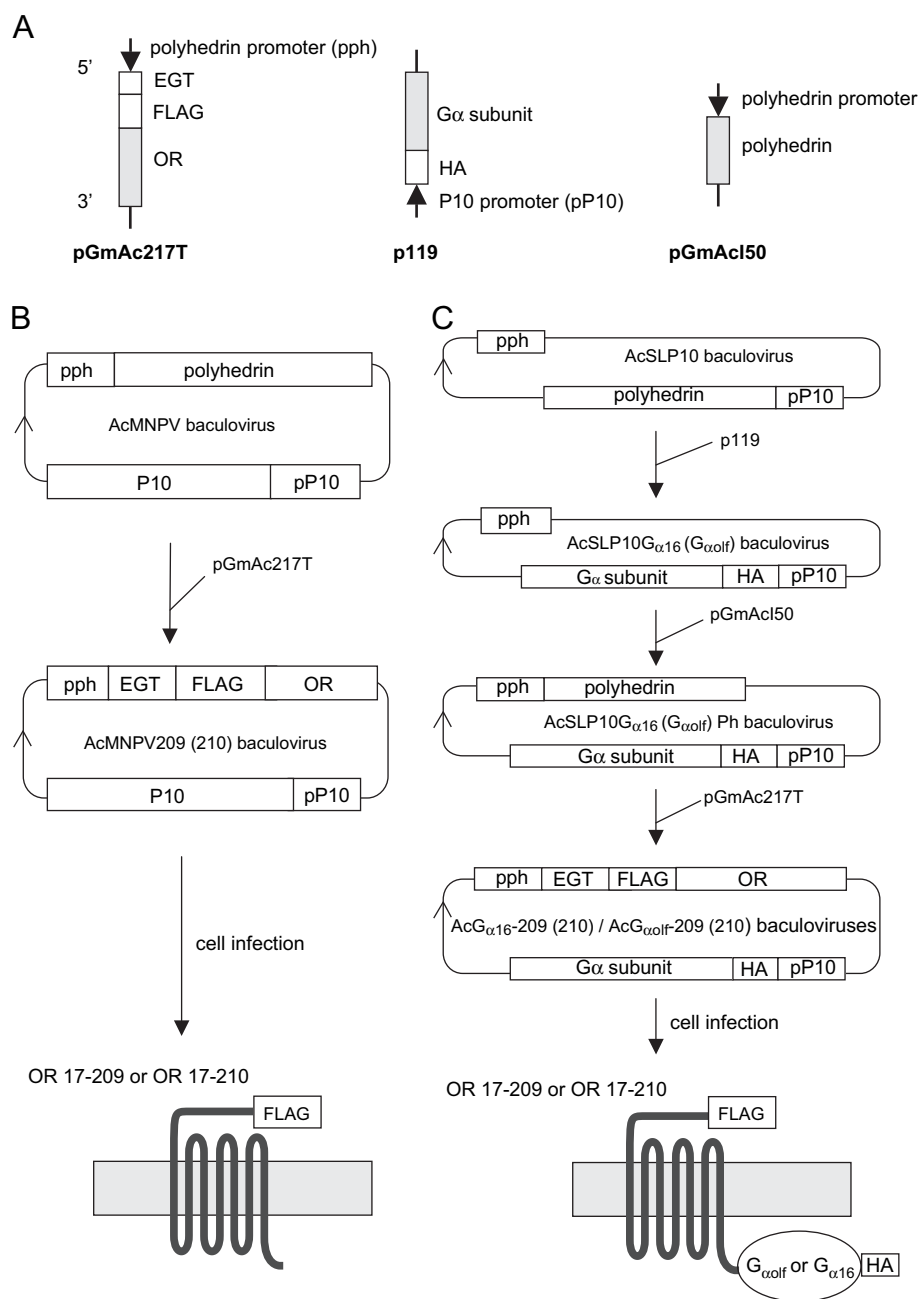 A
5’
polyhedrin promoter (pph)
EGT
FLAG
OR
3’
pGmAc217T
Gα subunit
HA
P10 promoter (pP10)
p119
polyhedrin promoter
polyhedrin
pGmAcI50
B
pph
polyhedrin
AcMNPV baculovirus
P10
pP10
pGmAc217T
pph
EGT
FLAG
OR
AcMNPV209 (210) baculovirus
P10
pP10
cell infection
OR 17-209 or OR 17-210
FLAG
C
pph
AcSLP10 baculovirus
polyhedrin
pP10
p119
pph
AcSLP10Gα16 (Gαolf) baculovirus
Gα subunit
HA
pP10
pGmAcI50
pph
polyhedrin
AcSLP10Gα16 (Gαolf) Ph baculovirus
Gα subunit
HA
pP10
pGmAc217T
pph
EGT
FLAG
OR
AcGα16-209 (210) / AcGαolf-209 (210) baculoviruses
Gα subunit
HA
pP10
cell infection
OR 17-209 or OR 17-210
FLAG
Gαolf or Gα16
HA